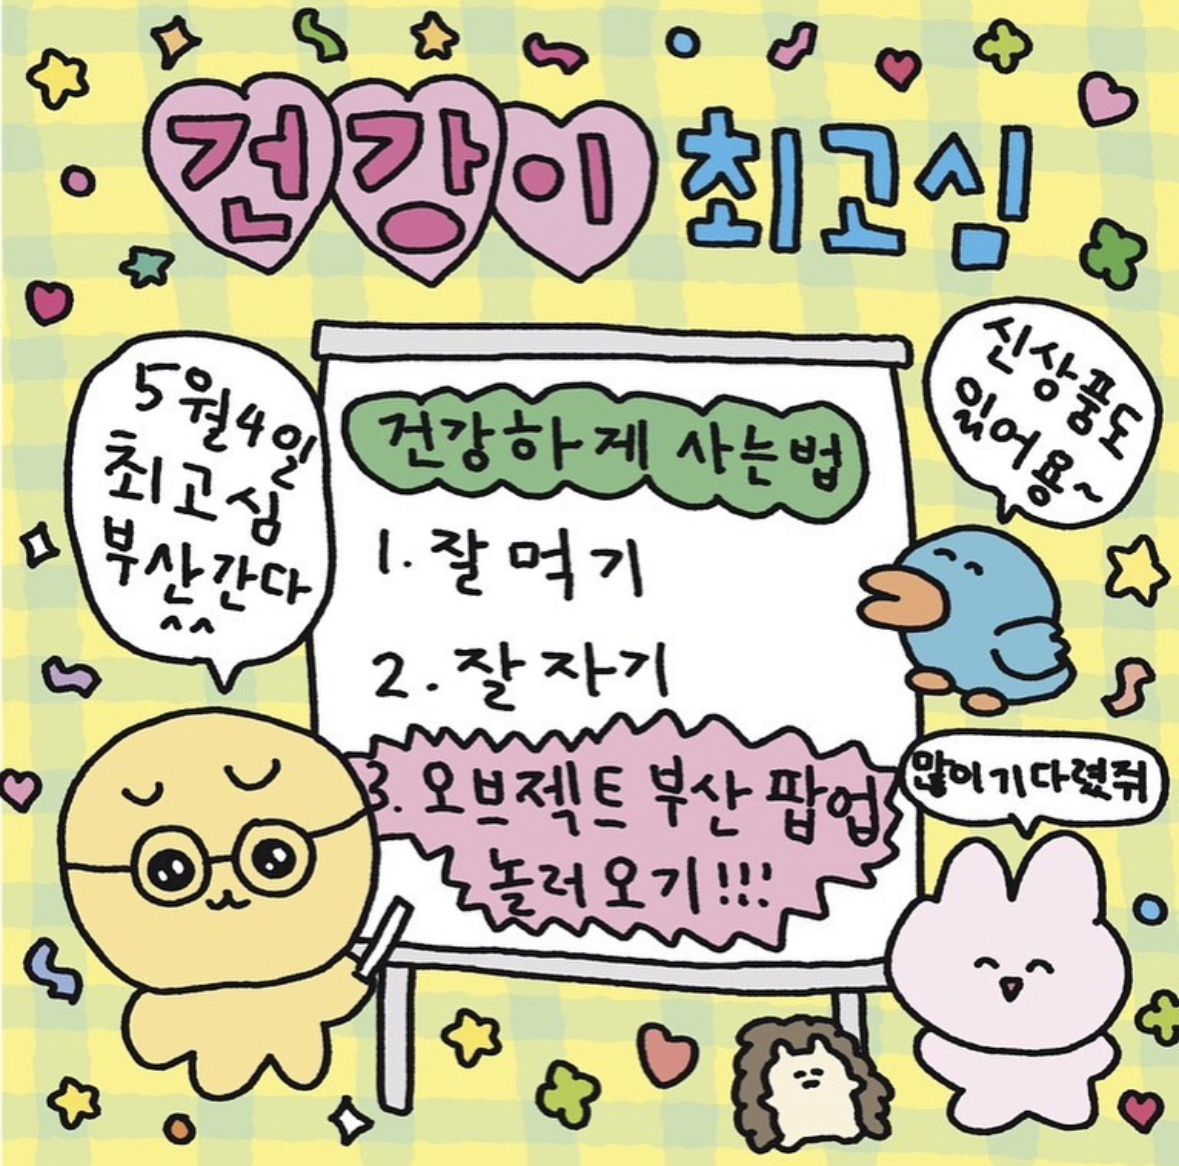 건강이 최고심
5월4일
최고심
부산간다
^^
신상품도
있어용~
건강하게 사는법
1. 잘 먹기
2. 잘 자기
3. 오브젝트 부산 팝업
놀러오기!!!
많이 기다렸쥐